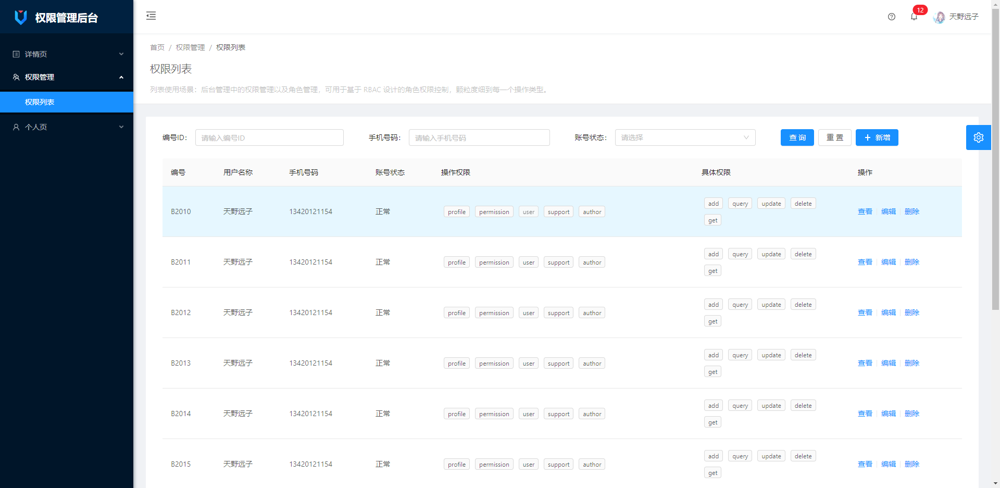 权限管理后台
12
天野远子
详情页
权限管理
权限列表
个人页
首页 / 权限管理 / 权限列表
权限列表
列表使用场景：后台管理中的权限管理以及角色管理，可用于基于 RBAC 设计的角色权限控制，颗粒度细到每一个操作类型。
编号ID： 请输入编号ID 手机号码： 请输入手机号码 账号状态： 请选择 查 询 重 置 新增
编号 用户名称 手机号码 账号状态 操作权限 具体权限 操作
B2010 天野远子 13420121154 正常 profile permission user support author add query update delete 查看 编辑 删除
get
B2011 天野远子 13420121154 正常 profile permission user support author add query update delete 查看 编辑 删除
get
B2012 天野远子 13420121154 正常 profile permission user support author add query update delete 查看 编辑 删除
get
B2013 天野远子 13420121154 正常 profile permission user support author add query update delete 查看 编辑 删除
get
B2014 天野远子 13420121154 正常 profile permission user support author add query update delete 查看 编辑 删除
get
B2015 天野远子 13420121154 正常 profile permission user support author add query update delete 查看 编辑 删除
get